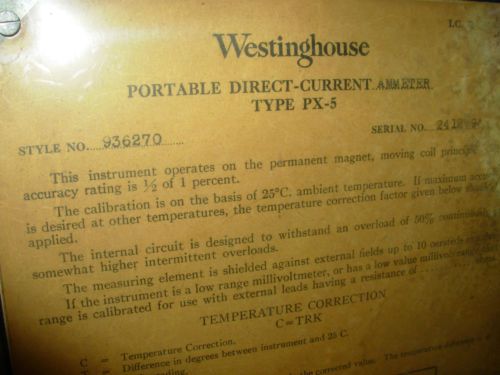 I.C.
Westinghouse
PORTABLE DIRECT-CURRENT AMMETER
TYPE PX-5
STYLE NO. 936270 SERIAL NO.
This instrument operates on the permanent magnet, moving coil
accuracy rating is ½ of 1 percent.
The calibration is on the basis of 25°C. ambient temperature. If maximum
is desired at other temperatures, the temperature correction factor given below
applied.
The internal circuit is designed to withstand an overload of 50%
somewhat higher intermittent overloads.
The measuring element is shielded against external fields up to 10
If the instrument is a low range millivoltmeter, or has a low value
range is calibrated for use with external leads having a resistance of
TEMPERATURE CORRECTION
C=TRK
C = Temperature Correction.
= Difference in degrees between instrument and 25 C.
the corrected value. The temperature